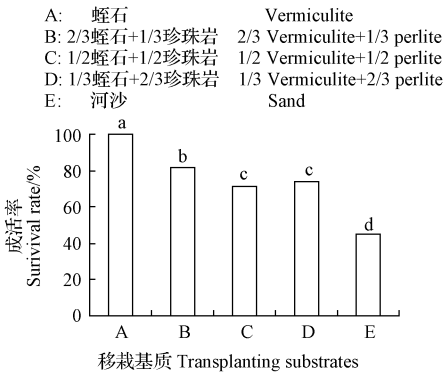 A: 蛭石 Vermiculite
B: 2/3蛭石+1/3珍珠岩 2/3 Vermiculite+1/3 perlite
C: 1/2蛭石+1/2珍珠岩 1/2 Vermiculite+1/2 perlite
D: 1/3蛭石+2/3珍珠岩 1/3 Vermiculite+2/3 perlite
E: 河沙 Sand
成活率
Surivival rate/%
100
80
60
40
20
0
a
b
c
c
d
A B C D E
移栽基质 Transplanting substrates